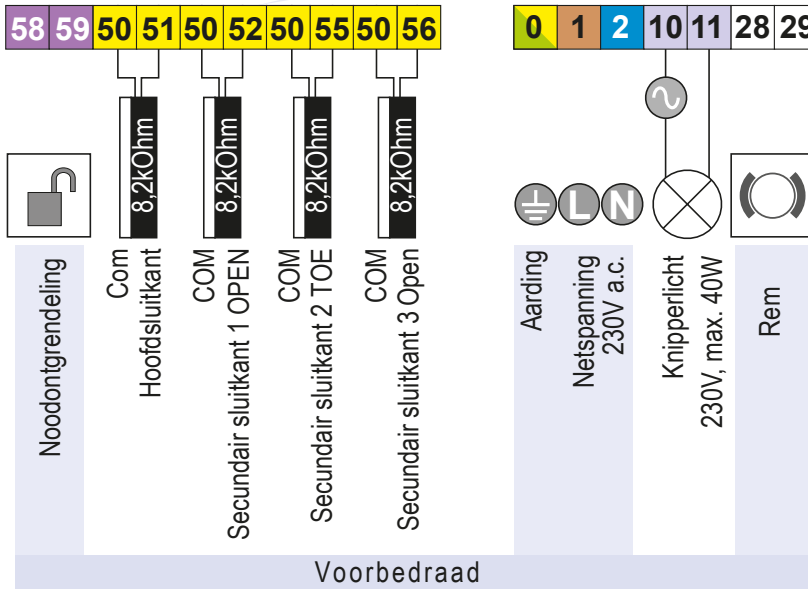 58 59 50 51 50 52 50 55 50 56
0 1 2 10 11 28 29
8,2kOhm
8,2kOhm
8,2kOhm
8,2kOhm
L N
Noodontgrendeling
Com
Hoofdsluitkant
COM
Secundair sluitkant 1 OPEN
COM
Secundair sluitkant 2 TOE
COM
Secundair sluitkant 3 Open
Aarding
Netspanning
230V a.c.
Knipperlicht
230V, max. 40W
Rem
Voorbedraad